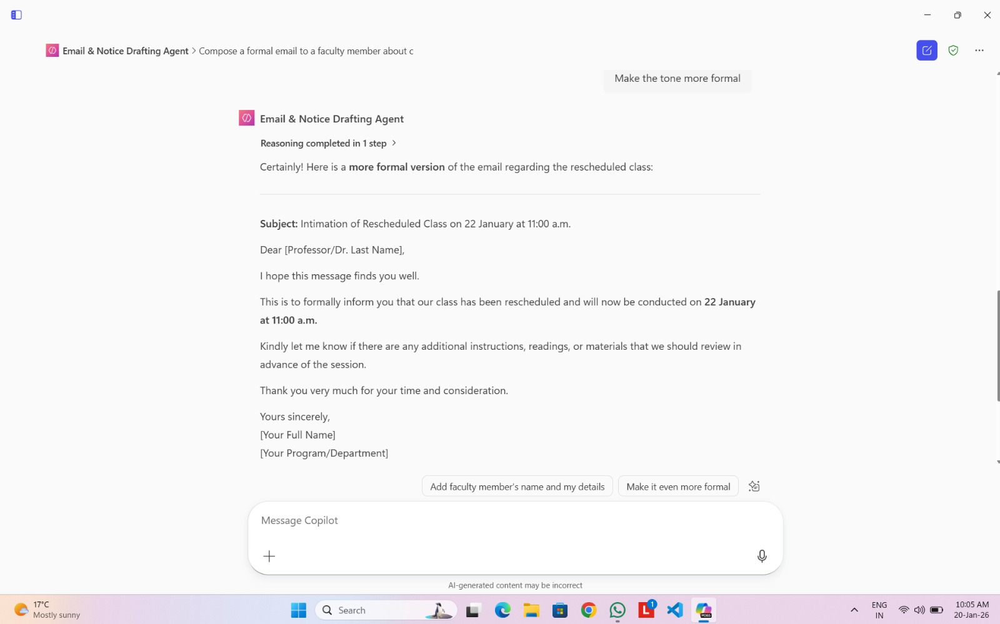 Email & Notice Drafting Agent > Compose a formal email to a faculty member about c
Make the tone more formal
Email & Notice Drafting Agent
Reasoning completed in 1 step >
Certainly! Here is a more formal version of the email regarding the rescheduled class:
Subject: Intimation of Rescheduled Class on 22 January at 11:00 a.m.
Dear [Professor/Dr. Last Name],
I hope this message finds you well.
This is to formally inform you that our class has been rescheduled and will now be conducted on 22 January
at 11:00 a.m.
Kindly let me know if there are any additional instructions, readings, or materials that we should review in
advance of the session.
Thank you very much for your time and consideration.
Yours sincerely,
[Your Full Name]
[Your Program/Department]
Add faculty member's name and my details
Make it even more formal
Message Copilot
AI-generated content may be incorrect
17°C
Mostly sunny
Search
L
1
M365
ENG
IN
10:05 AM
20-Jan-26